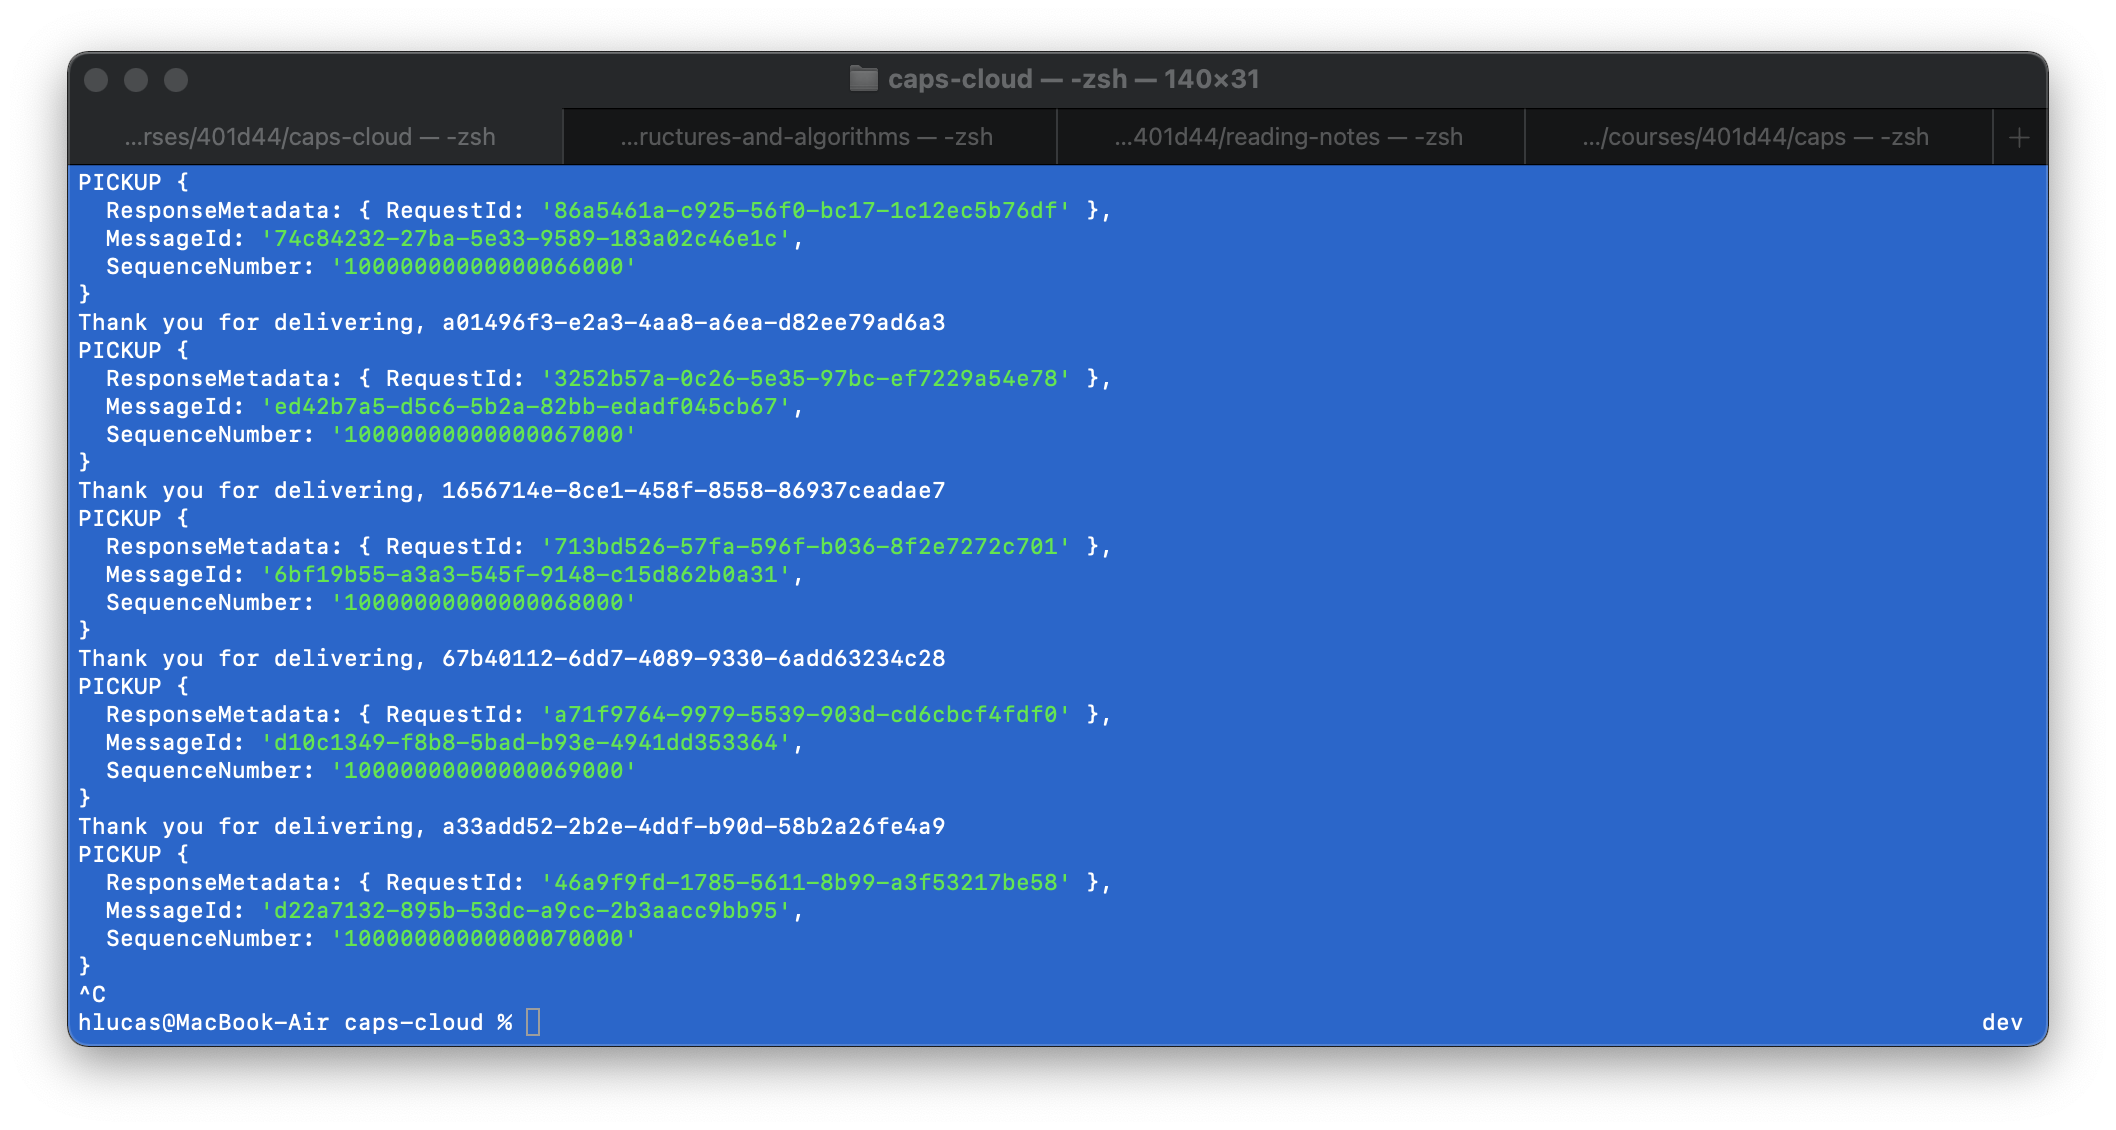 caps-cloud — -zsh — 140×31
...rses/401d44/caps-cloud — -zsh
...ructures-and-algorithms — -zsh
...401d44/reading-notes — -zsh
.../courses/401d44/caps — -zsh
+
PICKUP {
  ResponseMetadata: { RequestId: '86a5461a-c925-56f0-bc17-1c12ec5b76df' },
  MessageId: '74c84232-27ba-5e33-9589-183a02c46e1c',
  SequenceNumber: '10000000000000066000'
}
Thank you for delivering, a01496f3-e2a3-4aa8-a6ea-d82ee79ad6a3
PICKUP {
  ResponseMetadata: { RequestId: '3252b57a-0c26-5e35-97bc-ef7229a54e78' },
  MessageId: 'ed42b7a5-d5c6-5b2a-82bb-edadf045cb67',
  SequenceNumber: '10000000000000067000'
}
Thank you for delivering, 1656714e-8ce1-458f-8558-86937ceadae7
PICKUP {
  ResponseMetadata: { RequestId: '713bd526-57fa-596f-b036-8f2e7272c701' },
  MessageId: '6bf19b55-a3a3-545f-9148-c15d862b0a31',
  SequenceNumber: '10000000000000068000'
}
Thank you for delivering, 67b40112-6dd7-4089-9330-6add63234c28
PICKUP {
  ResponseMetadata: { RequestId: 'a71f9764-9979-5539-903d-cd6cbcf4fdf0' },
  MessageId: 'd10c1349-f8b8-5bad-b93e-4941dd353364',
  SequenceNumber: '10000000000000069000'
}
Thank you for delivering, a33add52-2b2e-4ddf-b90d-58b2a26fe4a9
PICKUP {
  ResponseMetadata: { RequestId: '46a9f9fd-1785-5611-8b99-a3f53217be58' },
  MessageId: 'd22a7132-895b-53dc-a9cc-2b3aacc9bb95',
  SequenceNumber: '10000000000000070000'
}
^C
hlucas@MacBook-Air caps-cloud % dev